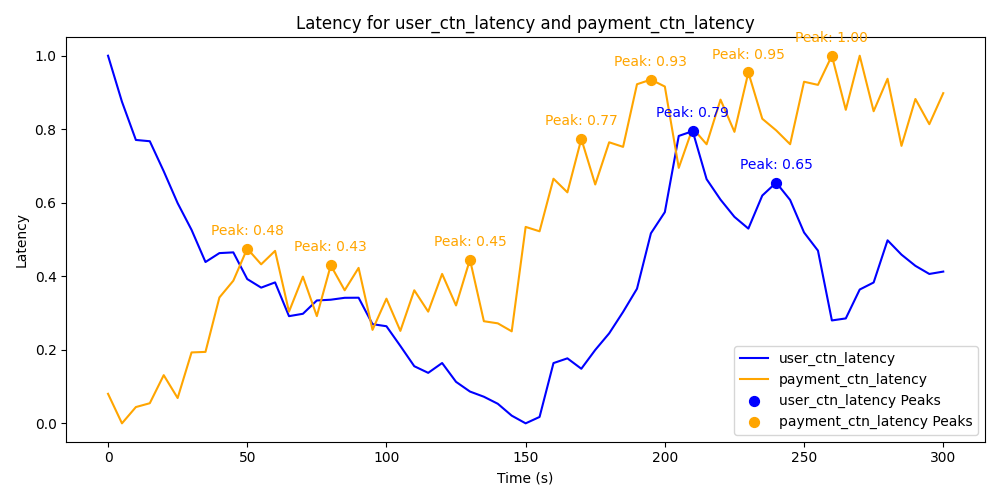 Latency for user_ctn_latency and payment_ctn_latency
Peak: 1.00
Peak: 0.95
Peak: 0.93
Peak: 0.79
Peak: 0.77
Peak: 0.65
Peak: 0.48
Peak: 0.43
Peak: 0.45
Latency
1.0
0.8
0.6
0.4
0.2
0.0
user_ctn_latency
payment_ctn_latency
user_ctn_latency Peaks
payment_ctn_latency Peaks
0 50 100 150 200 250 300
Time (s)